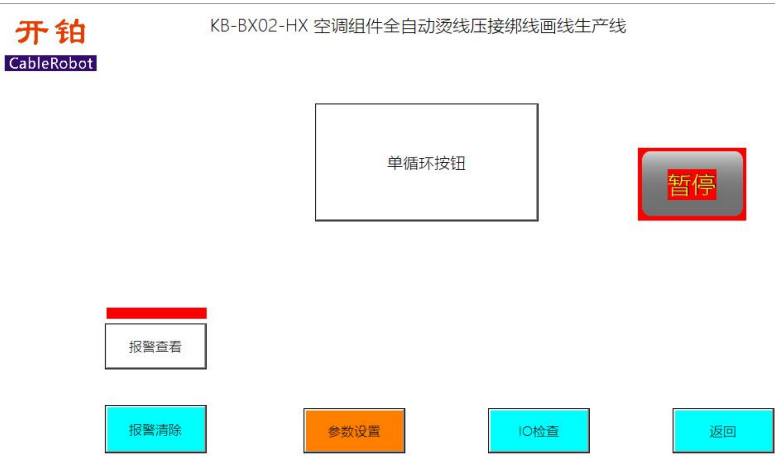 开铂
CableRobot
KB-BX02-HX 空调组件全自动烫线压接绑线画线生产线
单循环按钮
暂停
报警查看
报警清除
参数设置
IO检查
返回